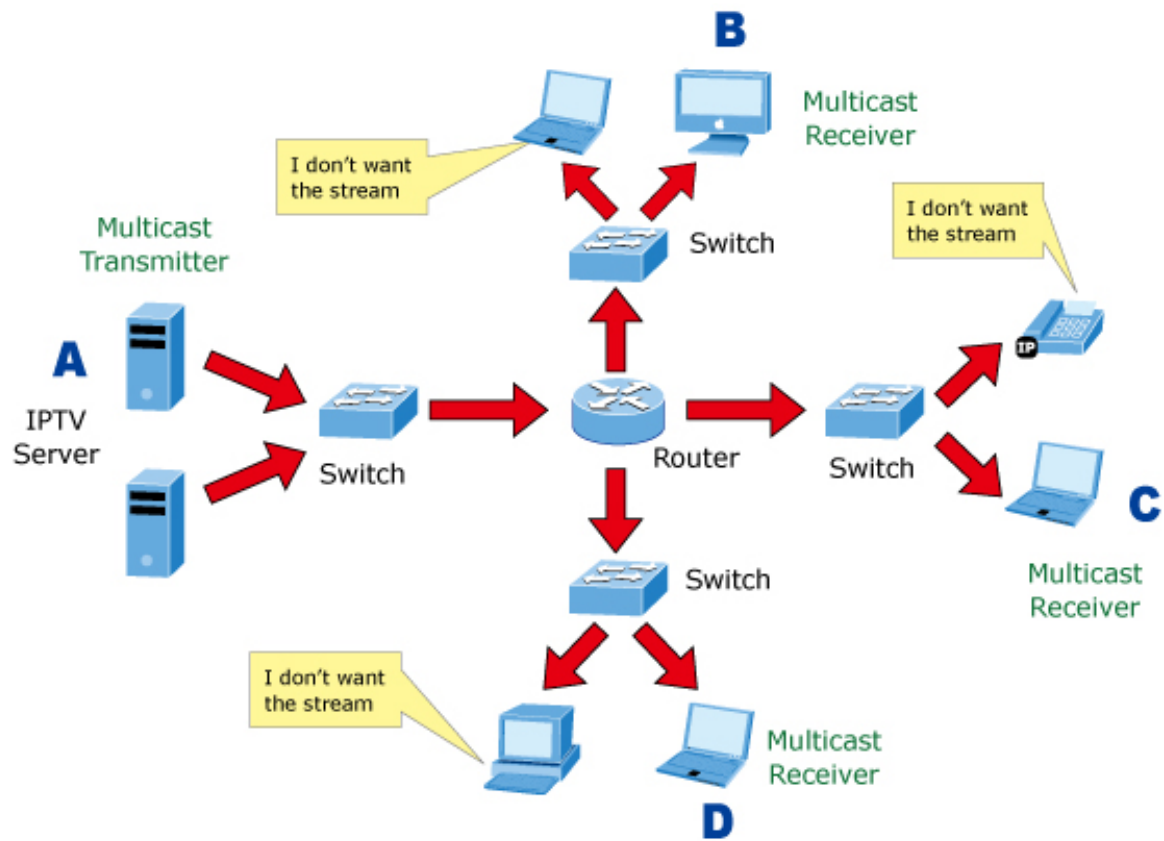 B
Multicast
Receiver
I don't want
the stream
I don't want
the stream
Switch
Multicast
Transmitter
A
IPTV
Server
IP
Switch
Router
Switch
C
Switch
Multicast
Receiver
I don't want
the stream
Multicast
Receiver
D